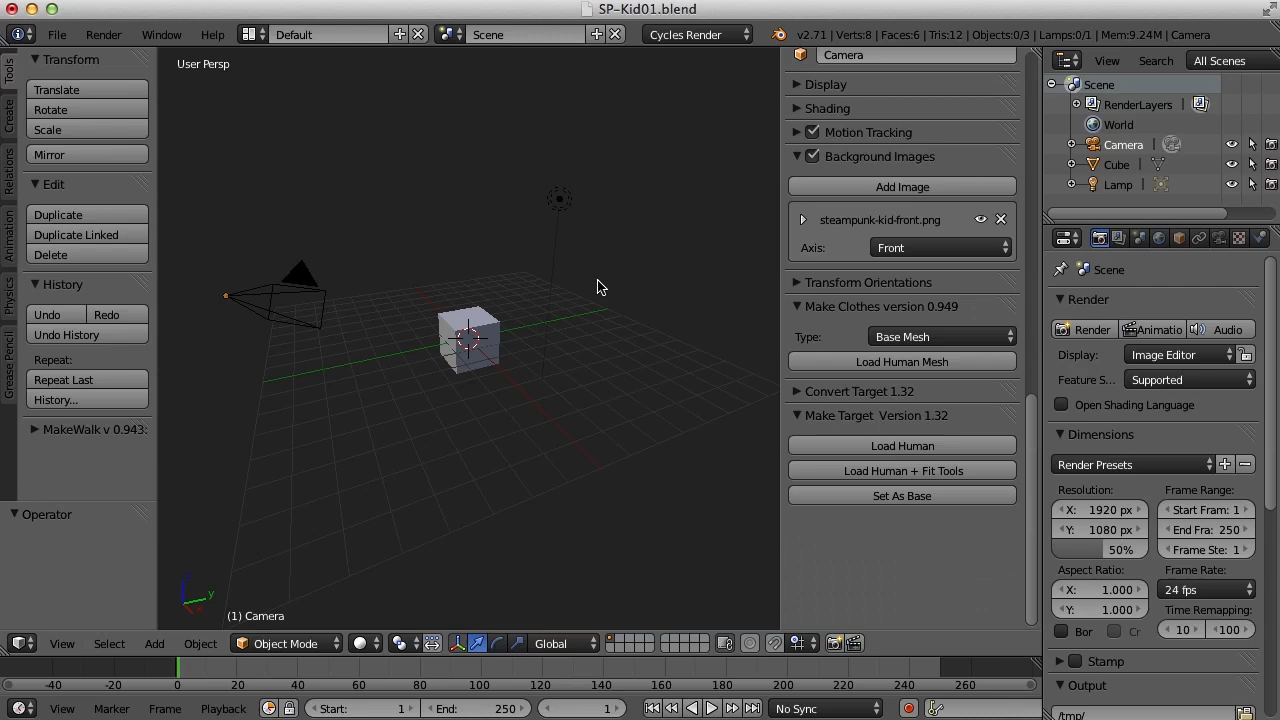 SP-Kid01.blend
File Render Window Help Default Scene Cycles Render v2.71 | Verts:8 | Faces:6 | Tris:12 | Objects:0/3 | Lamps:0/1 | Mem:9.24M | Camera
Tools
Create
Relations
Animation
Physics
Grease Pencil
Transform
Translate
Rotate
Scale
Mirror
Edit
Duplicate
Duplicate Linked
Delete
History
Undo Redo
Undo History
Repeat:
Repeat Last
History...
MakeWalk v 0.943:
Operator
User Persp
(1) Camera
z
y
x
Camera
Display
Shading
Motion Tracking
Background Images
Add Image
steampunk-kid-front.png
Axis: Front
Transform Orientations
Make Clothes version 0.949
Type: Base Mesh
Load Human Mesh
Convert Target 1.32
Make Target Version 1.32
Load Human
Load Human + Fit Tools
Set As Base
View Search All Scenes
Scene
RenderLayers |
World
Camera |
Cube |
Lamp |
Scene
Render
Render Animatio Audio
Display: Image Editor
Feature S... Supported
Open Shading Language
Dimensions
Render Presets
Resolution: Frame Range:
X: 1920 px Start Fram: 1
Y: 1080 px End Fra: 250
50% Frame Ste: 1
Aspect Ratio: Frame Rate:
X: 1.000 24 fps
Y: 1.000 Time Remapping:
Bor Cr 10 100
Stamp
Output
/tmp/
View Select Add Object Object Mode Global
-40 -20 0 20 40 60 80 100 120 140 160 180 200 220 240 260
View Marker Frame Playback Start: 1 End: 250 1 No Sync